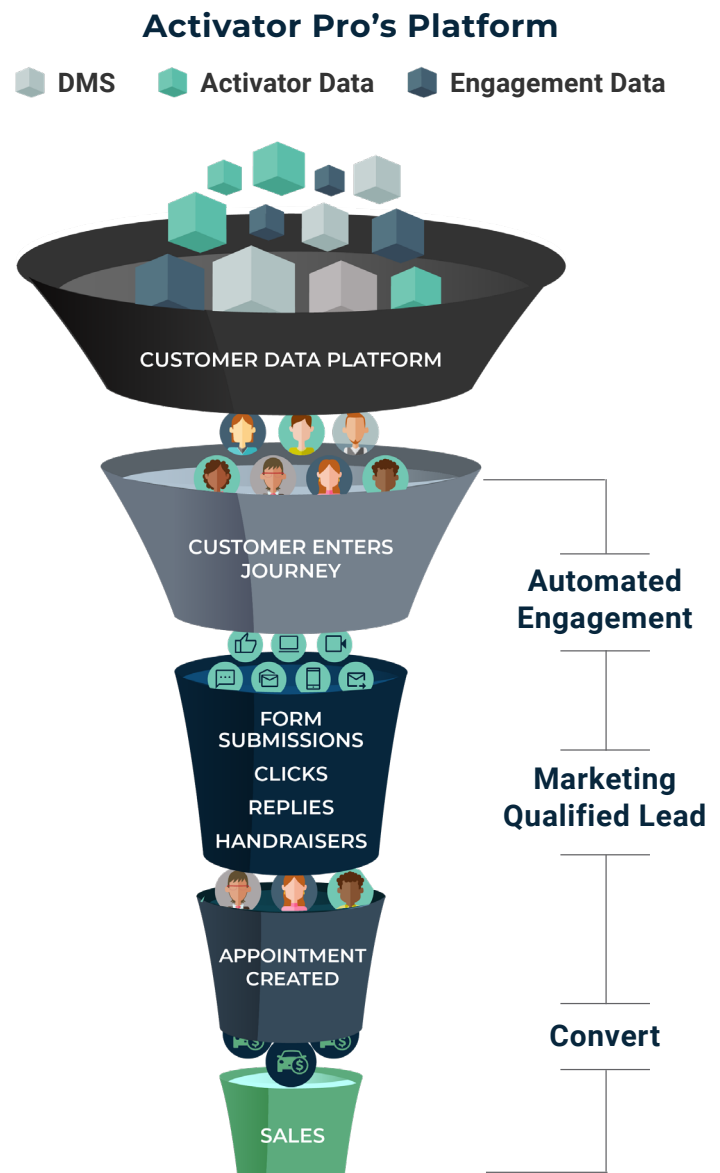 Activator Pro's Platform
DMS
Activator Data
Engagement Data
CUSTOMER DATA PLATFORM
CUSTOMER ENTERS
JOURNEY
Automated
Engagement
FORM
SUBMISSIONS
CLICKS
REPLIES
HANDRAISERS
Marketing
Qualified Lead
APPOINTMENT
CREATED
Convert
SALES